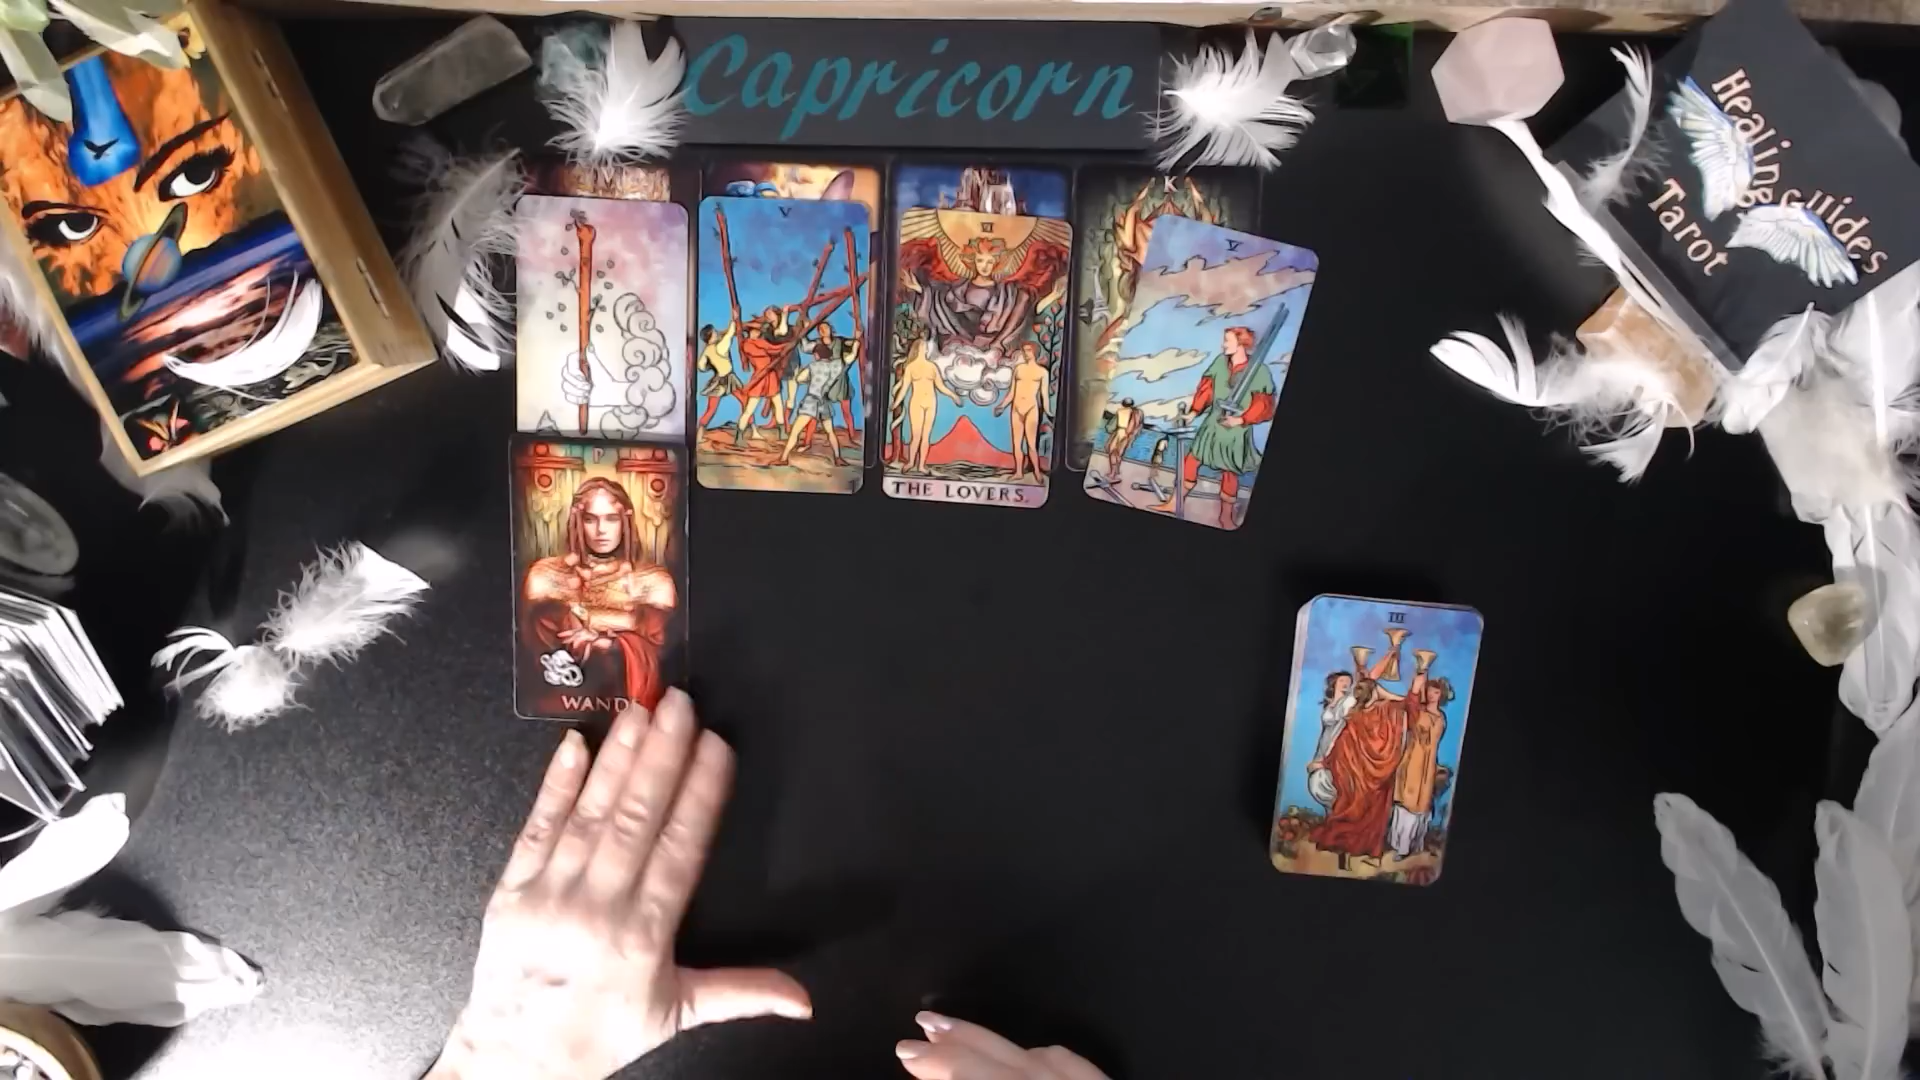 Capricorn
Healing
Guides
Tarot
K
V
V
VI
THE LOVERS.
P
WANDS
III